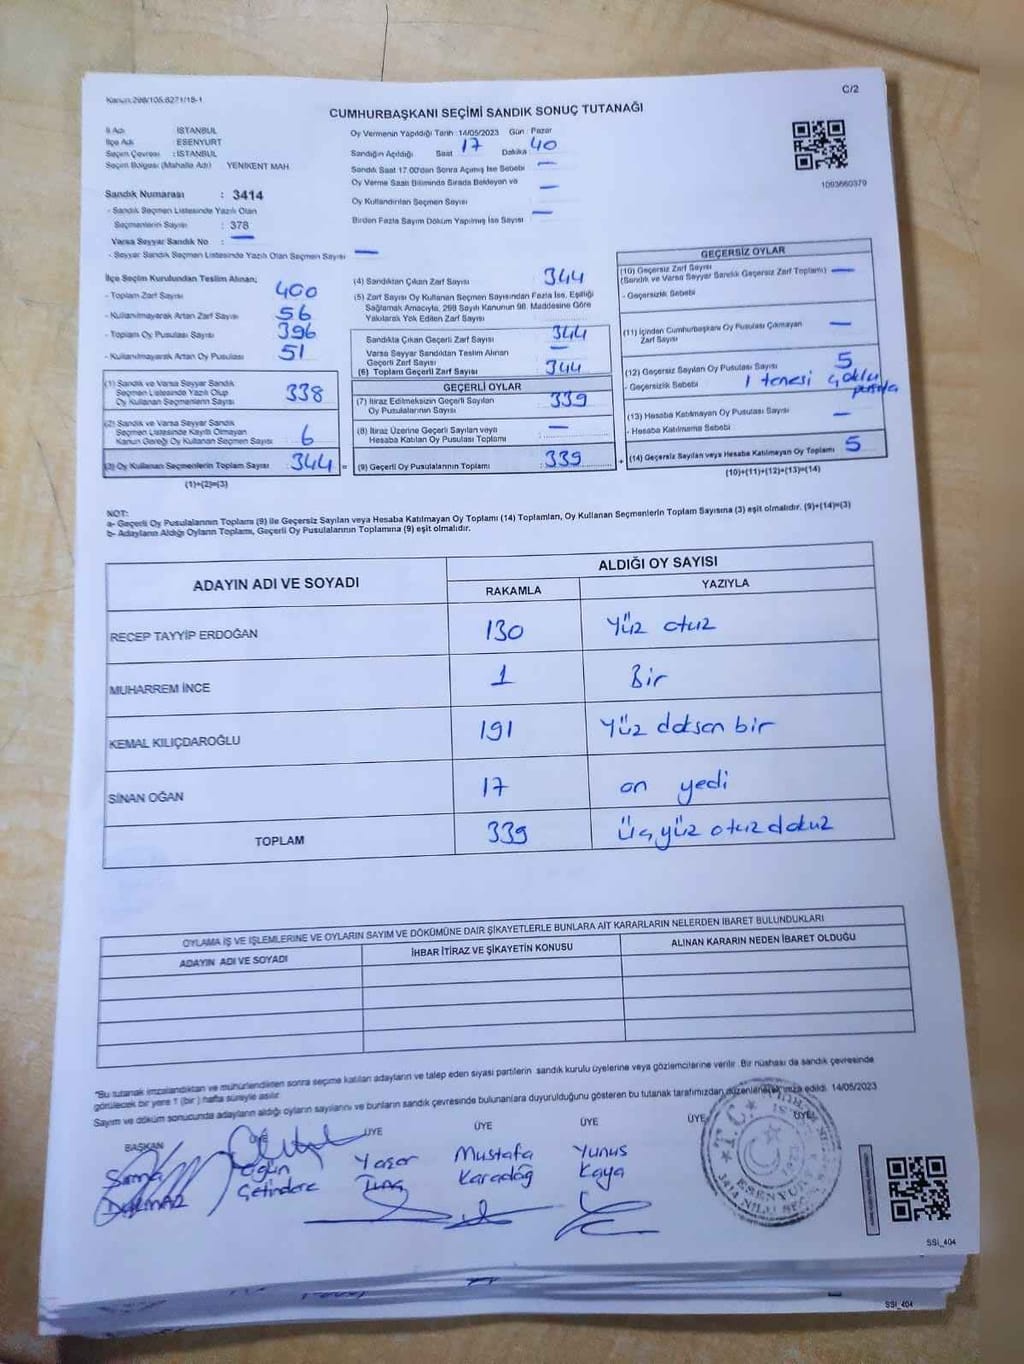 Kanun:298/105,6271/18-1
C/2
CUMHURBAŞKANI SEÇİMİ SANDIK SONUÇ TUTANAĞI
İl Adı : İSTANBUL
İlçe Adı : ESENYURT
Seçim Çevresi : İSTANBUL
Seçim Bölgesi (Mahalle Adı) YENİKENT MAH
Sandık Numarası : 3414
- Sandık Seçmen Listesinde Yazılı Olan
Seçmenlerin Sayısı : 378
Varsa Seyyar Sandık No : —
- Seyyar Sandık Seçmen Listesinde Yazılı Olan Seçmen Sayısı —
Oy Vermenin Yapıldığı Tarih :14/05/2023 Gün : Pazar
Sandığın Açıldığı Saat 17 Dakika 40
Sandık Saat 17.00'den Sonra Açılmış İse Sebebi —
Oy Verme Saati Bitiminde Sırada Bekleyen ve
Oy Kullandırılan Seçmen Sayısı —
Birden Fazla Sayım Döküm Yapılmış İse Sayısı —
1093660379
İlçe Seçim Kurulundan Teslim Alınan;
- Toplam Zarf Sayısı 400
- Kullanılmayarak Artan Zarf Sayısı 56
- Toplam Oy Pusulası Sayısı 396
- Kullanılmayarak Artan Oy Pusulası 51
(1) Sandık ve Varsa Seyyar Sandık
Seçmen Listesinde Yazılı Olup
Oy Kullanan Seçmenlerin Sayısı 338
(2) Sandık ve Varsa Seyyar Sandık
Seçmen Listesinde Kayıtlı Olmayan
Kanun Gereği Oy Kullanan Seçmen Sayısı 6
(3) Oy Kullanan Seçmenlerin Toplam Sayısı 344 =
(1)+(2)=(3)
(4) Sandıktan Çıkan Zarf Sayısı 344
(5) Zarf Sayısı Oy Kullanan Seçmen Sayısından Fazla İse, Eşitliği
Sağlamak Amacıyla, 298 Sayılı Kanunun 98. Maddesine Göre
Yakılarak Yok Edilen Zarf Sayısı
Sandıkta Çıkan Geçerli Zarf Sayısı 344
Varsa Seyyar Sandıktan Teslim Alınan
Geçerli Zarf Sayısı —
(6) Toplam Geçerli Zarf Sayısı 344
GEÇERLİ OYLAR
(7) İtiraz Edilmeksizin Geçerli Sayılan
Oy Pusulalarının Sayısı : 339
(8) İtiraz Üzerine Geçerli Sayılan veya
Hesaba Katılan Oy Pusulası Toplamı : —
(9) Geçerli Oy Pusulalarının Toplamı : 339 +
GEÇERSİZ OYLAR
(10) Geçersiz Zarf Sayısı
(Sandık ve Varsa Seyyar Sandık Geçersiz Zarf Toplamı) —
- Geçersizlik Sebebi
(11) İçinden Cumhurbaşkanı Oy Pusulası Çıkmayan
Zarf Sayısı —
(12) Geçersiz Sayılan Oy Pusulası Sayısı 5
- Geçersizlik Sebebi 1 tenesi çoklu
pusula
(13) Hesaba Katılmayan Oy Pusulası Sayısı —
- Hesaba Katılmama Sebebi
(14) Geçersiz Sayılan veya Hesaba Katılmayan Oy Toplamı 5
(10)+(11)+(12)+(13)=(14)
NOT:
a- Geçerli Oy Pusulalarının Toplamı (9) ile Geçersiz Sayılan veya Hesaba Katılmayan Oy Toplamı (14) Toplamları, Oy Kullanan Seçmenlerin Toplam Sayısına (3) eşit olmalıdır. (9)+(14)=(3)
b- Adayların Aldığı Oyların Toplamı, Geçerli Oy Pusulalarının Toplamına (9) eşit olmalıdır.
ADAYIN ADI VE SOYADI
ALDIĞI OY SAYISI
RAKAMLA YAZIYLA
RECEP TAYYİP ERDOĞAN 130 Yüz otuz
MUHARREM İNCE 1 Bir
KEMAL KILIÇDAROĞLU 191 Yüz doksan bir
SİNAN OĞAN 17 on yedi
TOPLAM 339 Üçyüz otuz dokuz
OYLAMA İŞ VE İŞLEMLERİNE VE OYLARIN SAYIM VE DÖKÜMÜNE DAİR ŞİKAYETLERLE BUNLARA AİT KARARLARIN NELERDEN İBARET BULUNDUKLARI
ADAYIN ADI VE SOYADI İHBAR İTİRAZ VE ŞİKAYETİN KONUSU ALINAN KARARIN NEDEN İBARET OLDUĞU
"Bu tutanak imzalandıktan ve mühürlendikten sonra seçime katılan adayların ve talep eden siyasi partilerin sandık kurulu üyelerine veya gözlemcilerine verilir. Bir nüshası da sandık çevresinde
görülecek bir yere 1 (bir) hafta süreyle asılır.
Sayım ve döküm sonucunda adayların aldığı oyların sayılarını ve bunların sandık çevresinde bulunanlara duyurulduğunu gösteren bu tutanak tarafımızdan düzenlenerek imza edildi. 14/05/2023
BAŞKAN ÜYE ÜYE ÜYE ÜYE ÜYE ÜYE
Ogün Yaşar Mustafa Yunus
Çetindere Karadağ Kaya
T.C.
ESENYURT
SSİ_404
SSİ_404